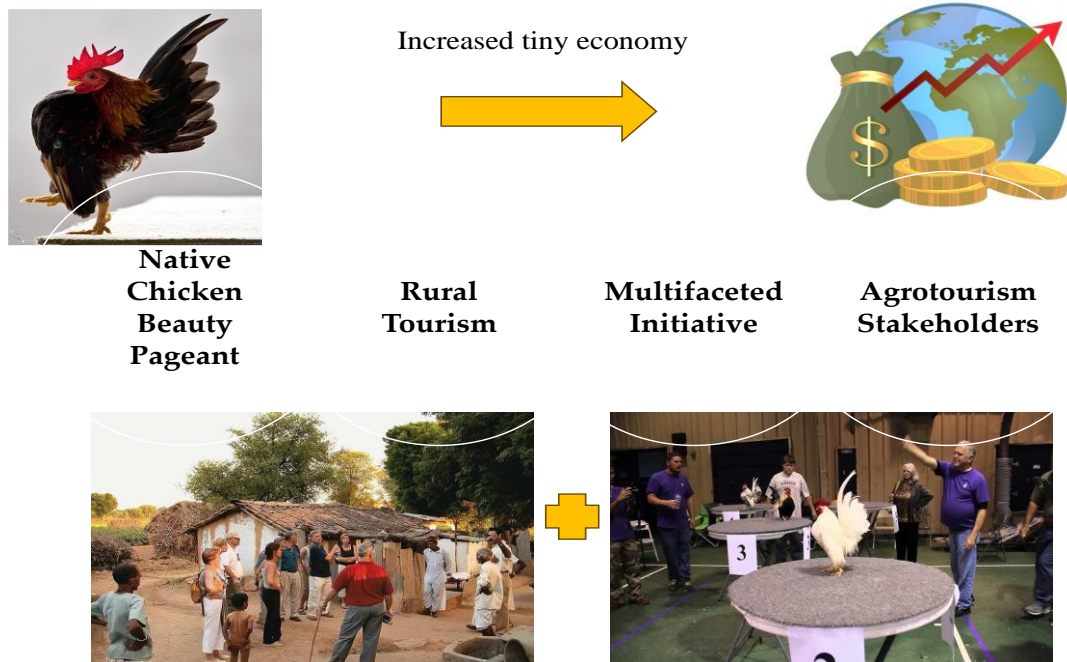 Increased tiny economy
$
Native
Chicken
Beauty
Pageant
Rural
Tourism
Multifaceted
Initiative
Agrotourism
Stakeholders
3